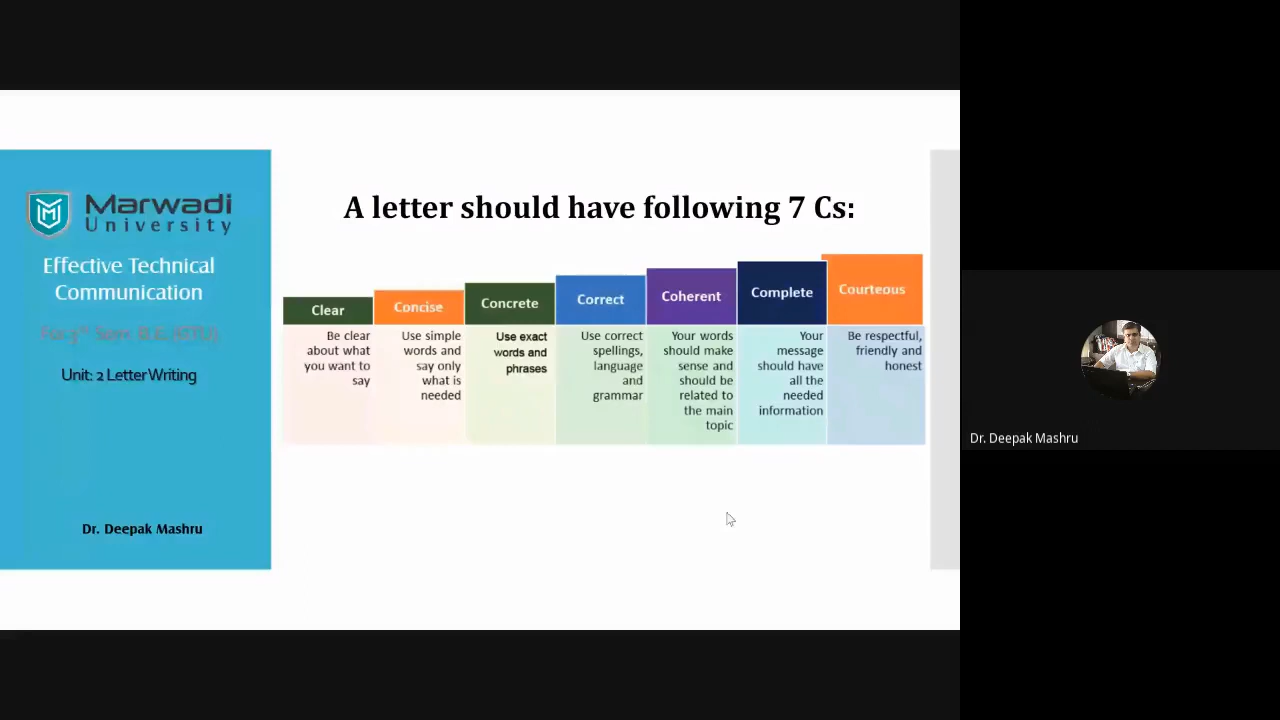 Marwadi
University
Effective Technical
Communication
Unit: 2 Letter Writing
Dr. Deepak Mashru
A letter should have following 7 Cs:
Clear
Be clear
about what
you want to
say
Concise
Use simple
words and
say only
what is
needed
Concrete
Use exact
words and
phrases
Correct
Use correct
spellings,
language
and
grammar
Coherent
Your words
should make
sense and
should be
related to
the main
topic
Complete
Your
message
should have
all the
needed
information
Courteous
Be respectful,
friendly and
honest
Dr. Deepak Mashru